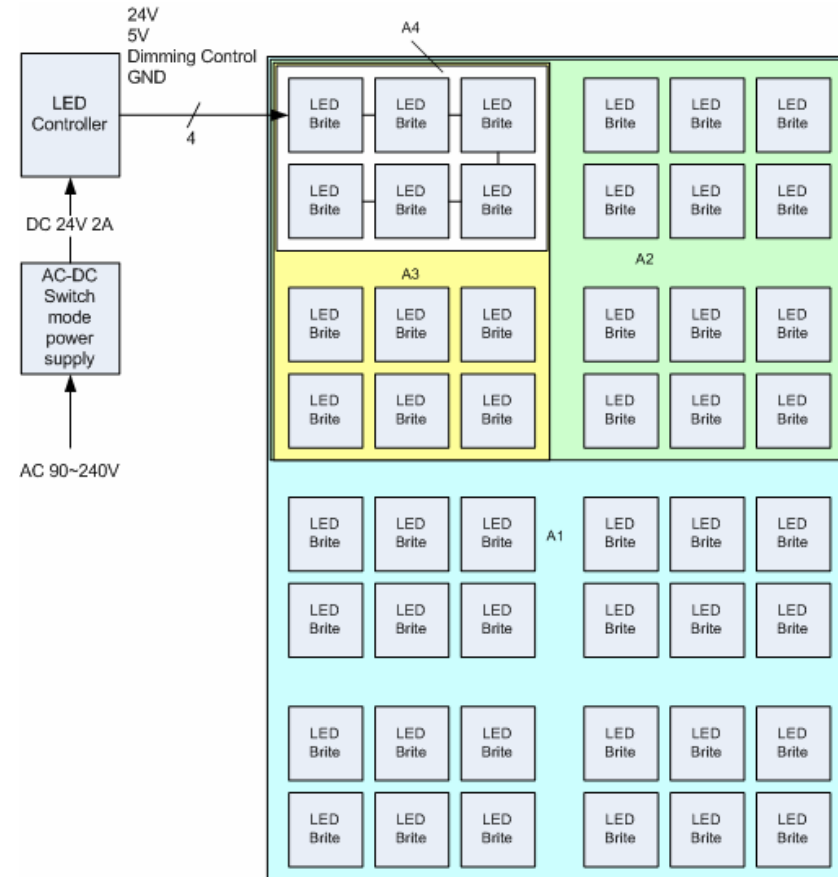 24V
5V
Dimming Control
GND
A4
LED
Controller
4
DC 24V 2A
AC-DC
Switch
mode
power
supply
AC 90~240V
LED
Brite
LED
Brite
LED
Brite
LED
Brite
LED
Brite
LED
Brite
LED
Brite
LED
Brite
LED
Brite
LED
Brite
LED
Brite
LED
Brite
A3
A2
LED
Brite
LED
Brite
LED
Brite
LED
Brite
LED
Brite
LED
Brite
LED
Brite
LED
Brite
LED
Brite
LED
Brite
LED
Brite
LED
Brite
LED
Brite
LED
Brite
LED
Brite
A1
LED
Brite
LED
Brite
LED
Brite
LED
Brite
LED
Brite
LED
Brite
LED
Brite
LED
Brite
LED
Brite
LED
Brite
LED
Brite
LED
Brite
LED
Brite
LED
Brite
LED
Brite
LED
Brite
LED
Brite
LED
Brite
LED
Brite
LED
Brite
LED
Brite